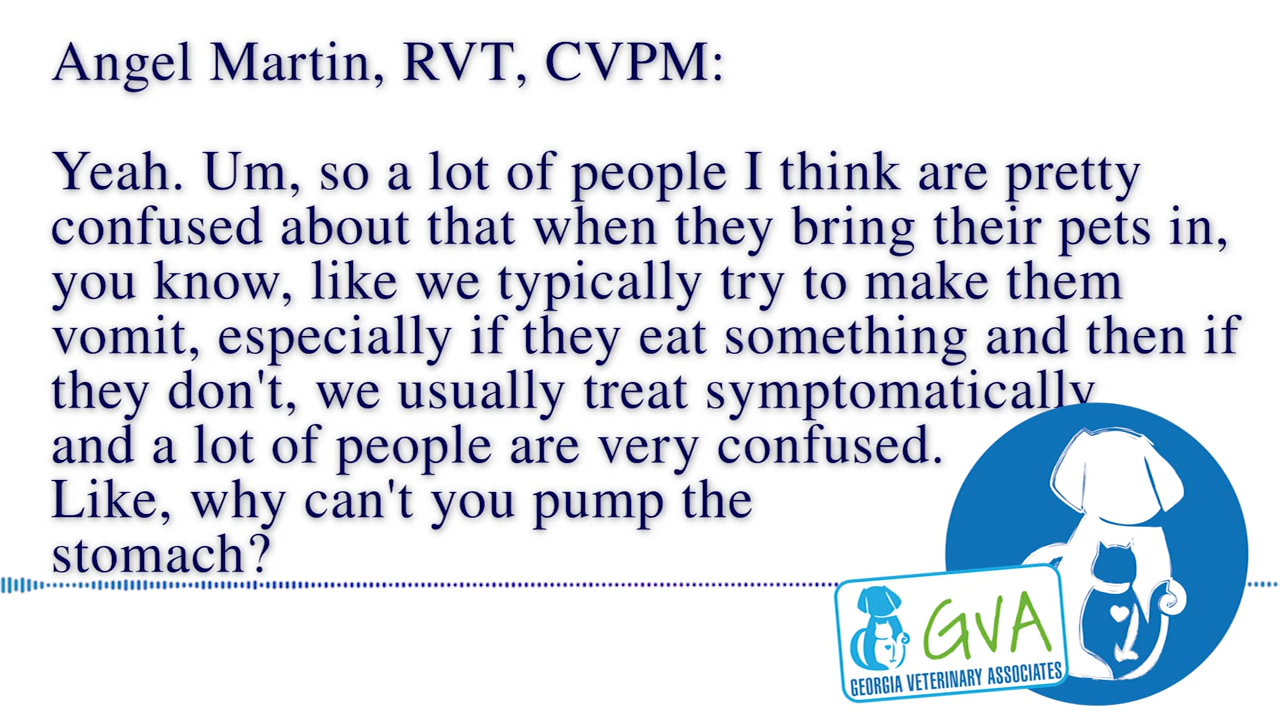 Angel Martin, RVT, CVPM:
Yeah. Um, so a lot of people I think are pretty
confused about that when they bring their pets in,
you know, like we typically try to make them
vomit, especially if they eat something and then if
they don't, we usually treat symptomatically
and a lot of people are very confused.
Like, why can't you pump the
stomach?
GVA
GEORGIA VETERINARY ASSOCIATES